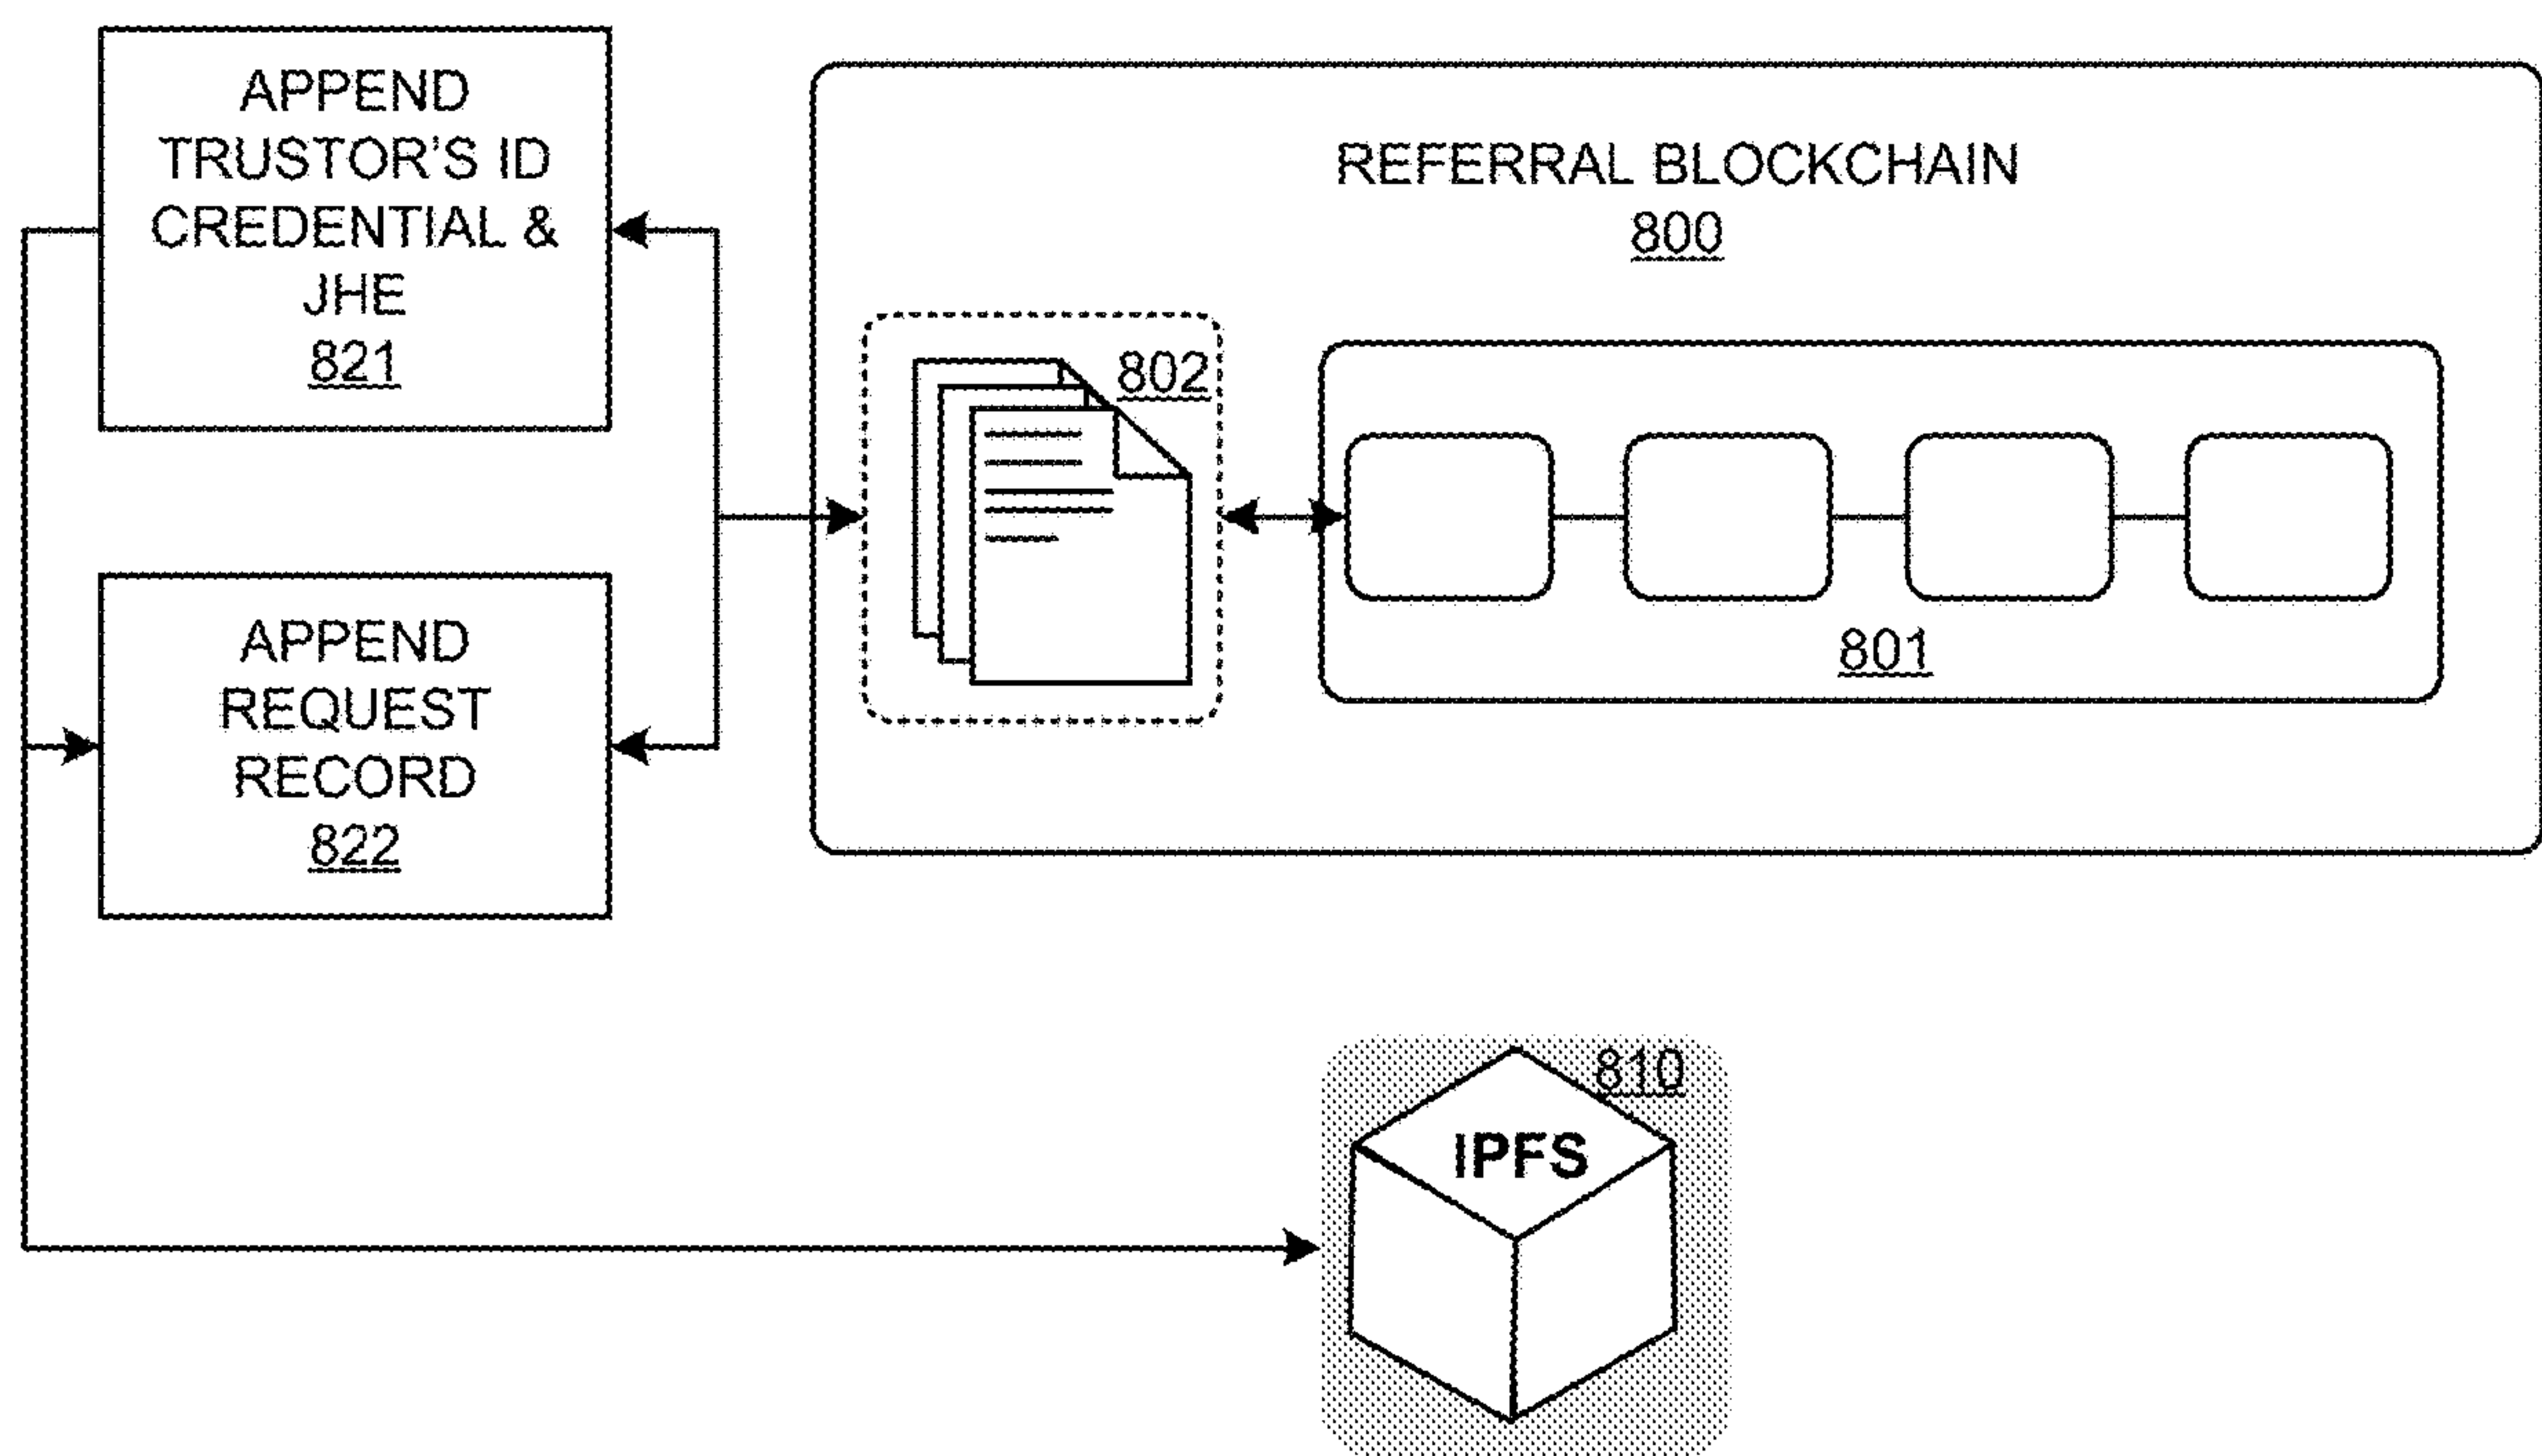 APPEND
TRUSTOR'S ID
CREDENTIAL &
JHE
821
REFERRAL BLOCKCHAIN
800
802
801
APPEND
REQUEST
RECORD
822
810
IPFS